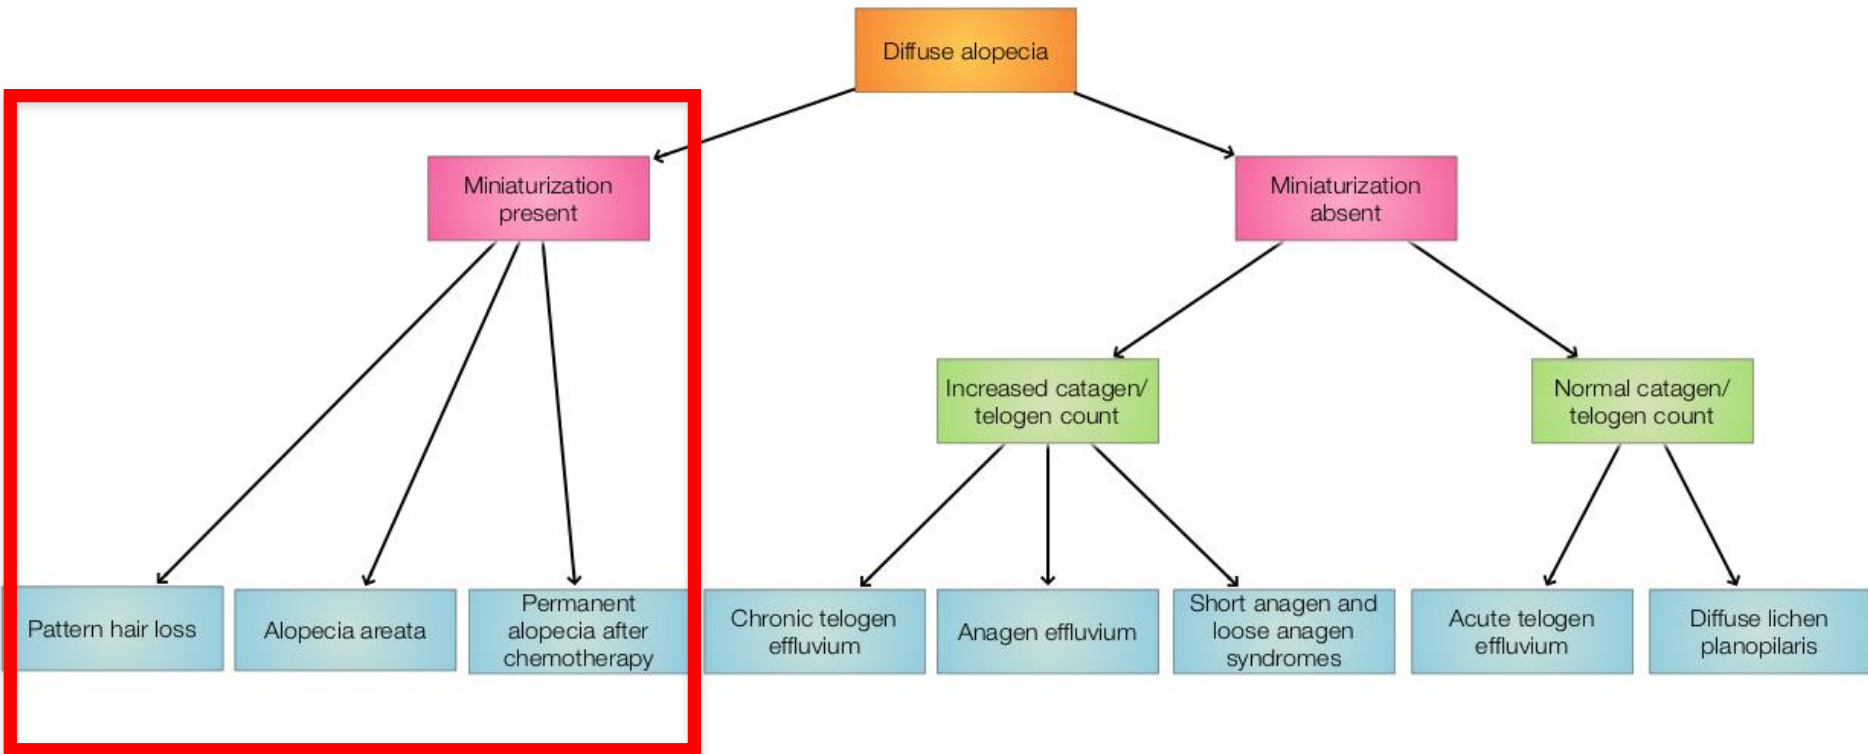 Diffuse alopecia
Miniaturization
present
Miniaturization
absent
Increased catagen/
telogen count
Normal catagen/
telogen count
Pattern hair loss
Alopecia areata
Permanent
alopecia after
chemotherapy
Chronic telogen
effluvium
Anagen effluvium
Short anagen and
loose anagen
syndromes
Acute telogen
effluvium
Diffuse lichen
planopilaris